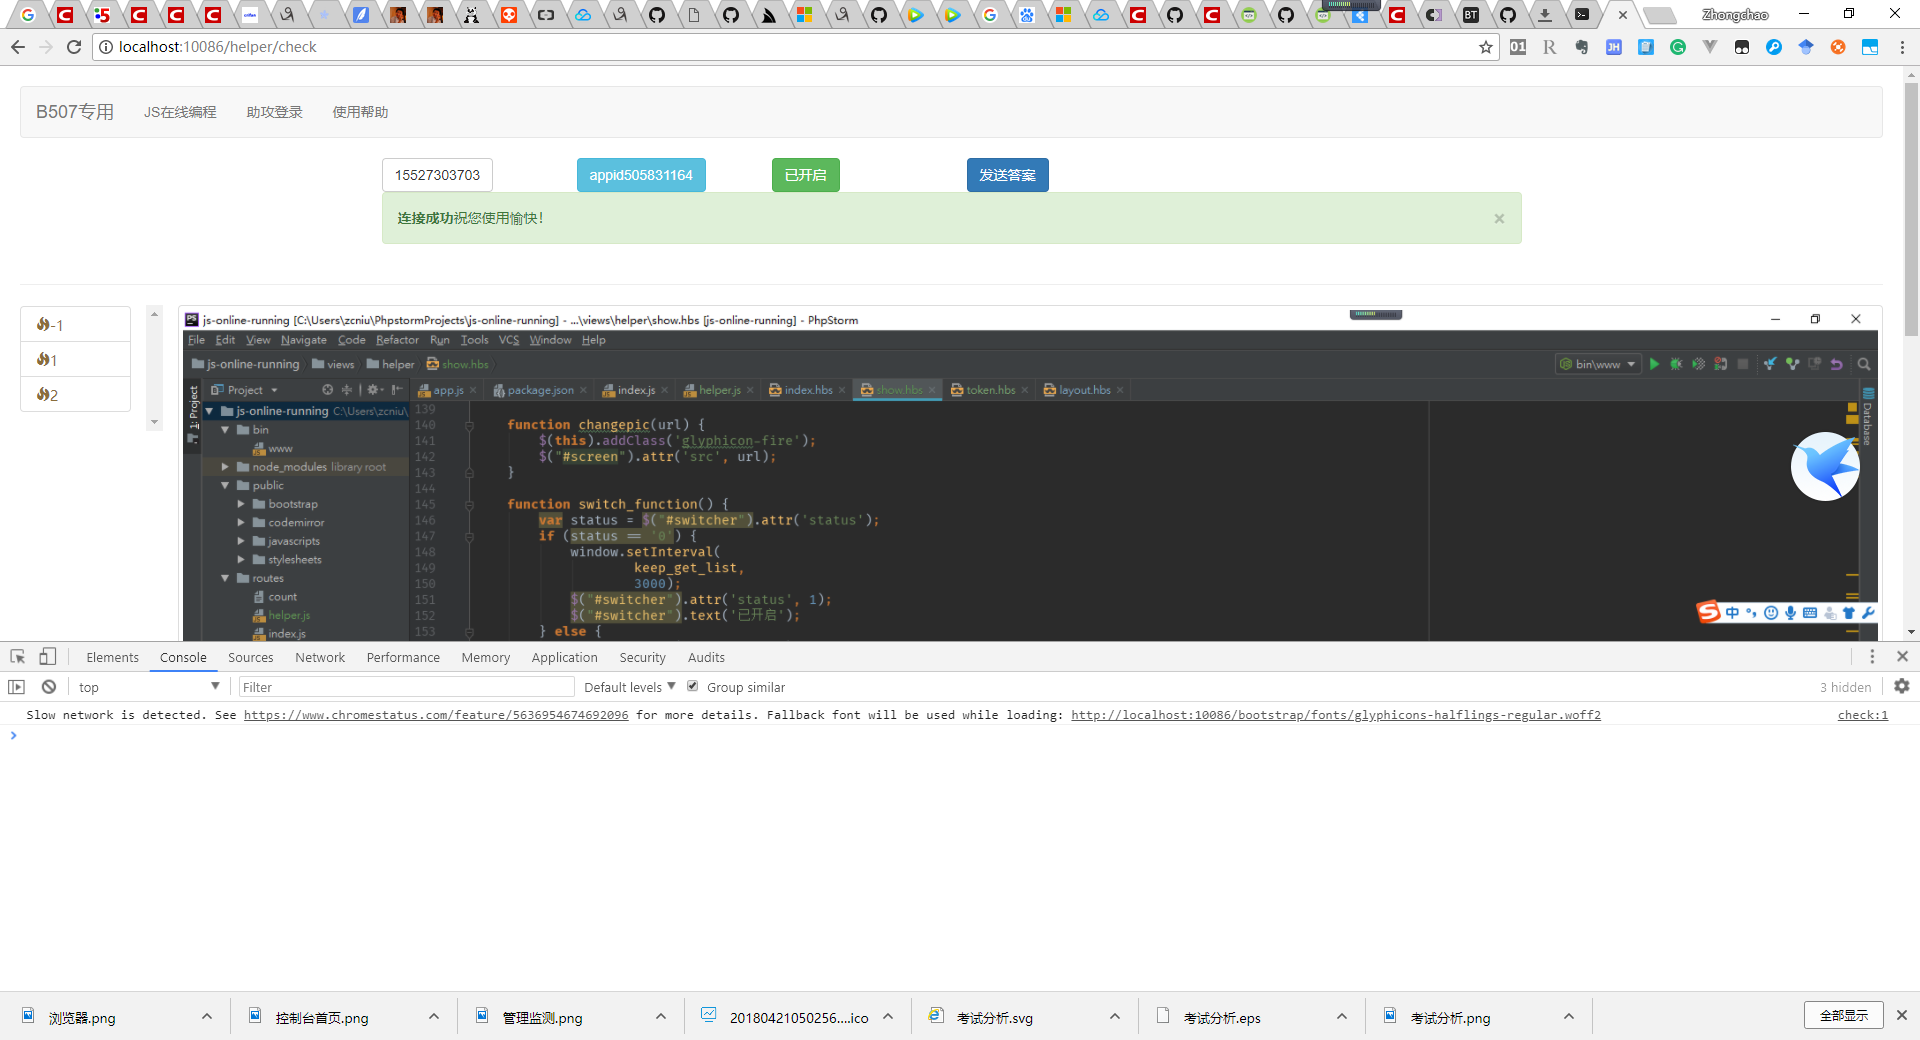 Zhongchao
localhost:10086/helper/check
B507专用 JS在线编程 助攻登录 使用帮助
15527303703 appid505831164 已开启 发送答案
连接成功祝您使用愉快! ×
-1
1
2
js-online-running [C:\Users\zcniu\PhpstormProjects\js-online-running] - ...\views\helper\show.hbs [js-online-running] - PhpStorm
File Edit View Navigate Code Refactor Run Tools VCS Window Help
js-online-running views helper show.hbs bin\www
Project app.js package.json index.js helper.js index.hbs show.hbs token.hbs layout.hbs
1: Project
Database
js-online-running C:\Users\zcniu\
bin
www
node_modules library root
public
bootstrap
codemirror
javascripts
stylesheets
routes
count
helper.js
index.js
139
140 function changepic(url) {
141 $(this).addClass('glyphicon-fire');
142 $("#screen").attr('src', url);
143 }
144
145 function switch_function() {
146 var status = $("#switcher").attr('status');
147 if (status == '0') {
148 window.setInterval(
149 keep_get_list,
150 3000);
151 $("#switcher").attr('status', 1);
152 $("#switcher").text('已开启');
153 } else {
中
Elements Console Sources Network Performance Memory Application Security Audits
top Filter Default levels Group similar 3 hidden
Slow network is detected. See https://www.chromestatus.com/feature/5636954674692096 for more details. Fallback font will be used while loading: http://localhost:10086/bootstrap/fonts/glyphicons-halflings-regular.woff2 check:1
浏览器.png 控制台首页.png 管理监测.png 20180421050256....ico 考试分析.svg 考试分析.eps 考试分析.png 全部显示